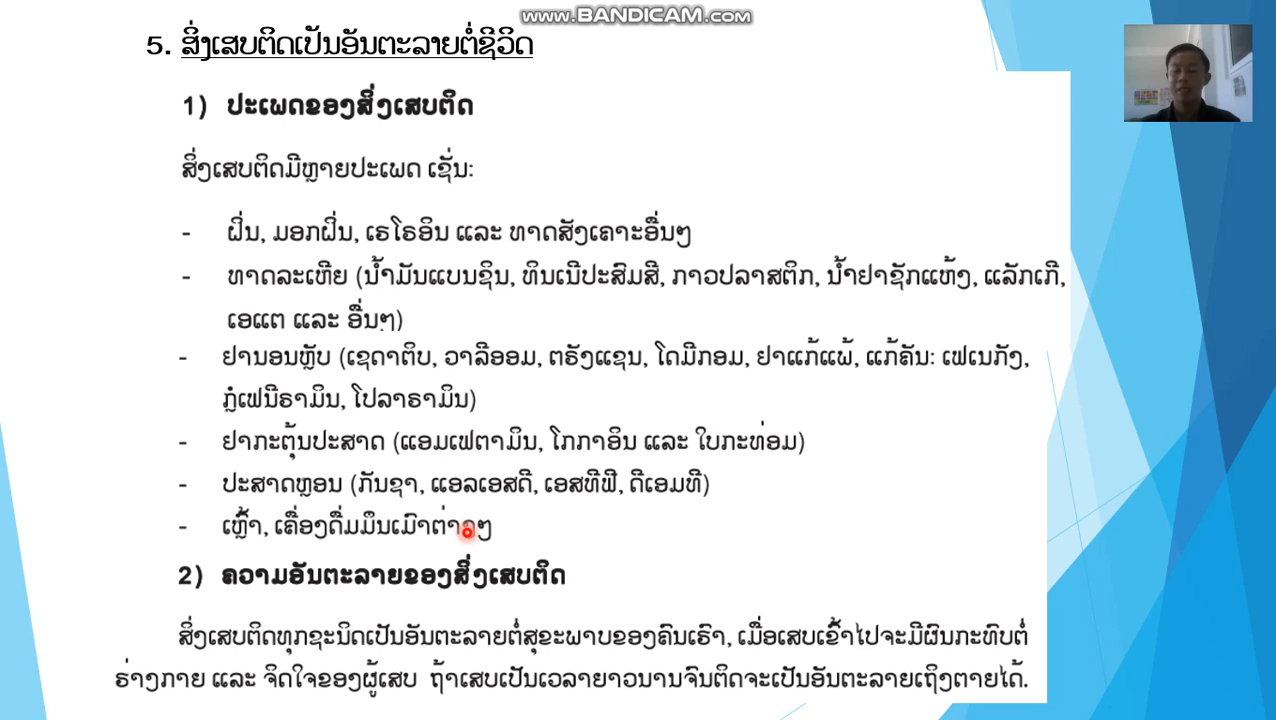 www.BANDICAM.com
5. ສິ່ງເສບຕິດເປັນອັນຕະລາຍຕໍ່ຊີວິດ
1) ປະເພດຂອງສິ່ງເສບຕິດ
ສິ່ງເສບຕິດມີຫຼາຍປະເພດ ເຊັ່ນ:
- ຝິ່ນ, ມອກຝິ່ນ, ເຮໂຣອິນ ແລະ ທາດສັງເຄາະອື່ນໆ
- ທາດລະເຫີຍ (ນ້ຳມັນແບນຊິນ, ທິນເນີປະສົມສີ, ກາວປລາສຕິກ, ນ້ຳຢາຊັກແຫ້ງ, ແລັກເກີ,
ເອແຕ ແລະ ອື່ນໆ)
- ຢານອນຫຼັບ (ເຊດາຕິບ, ວາລີອອມ, ຕຣັງແຊນ, ໂດມີກອມ, ຢາແກ້ແພ້, ແກ້ຄັນ: ເຟເນກັງ,
ກຼໍເຟນີຣາມິນ, ໂປລາຣາມິນ)
- ຢາກະຕຸ້ນປະສາດ (ແອມເຟຕາມິນ, ໂກກາອິນ ແລະ ໃບກະທ່ອມ)
- ປະສາດຫຼອນ (ກັນຊາ, ແອລເອສດີ, ເອສທີພີ, ດີເອມທີ)
- ເຫຼົ້າ, ເຄື່ອງດື່ມມຶນເມົາຕ່າງໆ
2) ຄວາມອັນຕະລາຍຂອງສິ່ງເສບຕິດ
ສິ່ງເສບຕິດທຸກຊະນິດເປັນອັນຕະລາຍຕໍ່ສຸຂະພາບຂອງຄົນເຮົາ, ເມື່ອເສບເຂົ້າໄປຈະມີຜົນກະທົບຕໍ່
ຮ່າງກາຍ ແລະ ຈິດໃຈຂອງຜູ້ເສບ ຖ້າເສບເປັນເວລາຍາວນານຈົນຕິດຈະເປັນອັນຕະລາຍເຖິງຕາຍໄດ້.